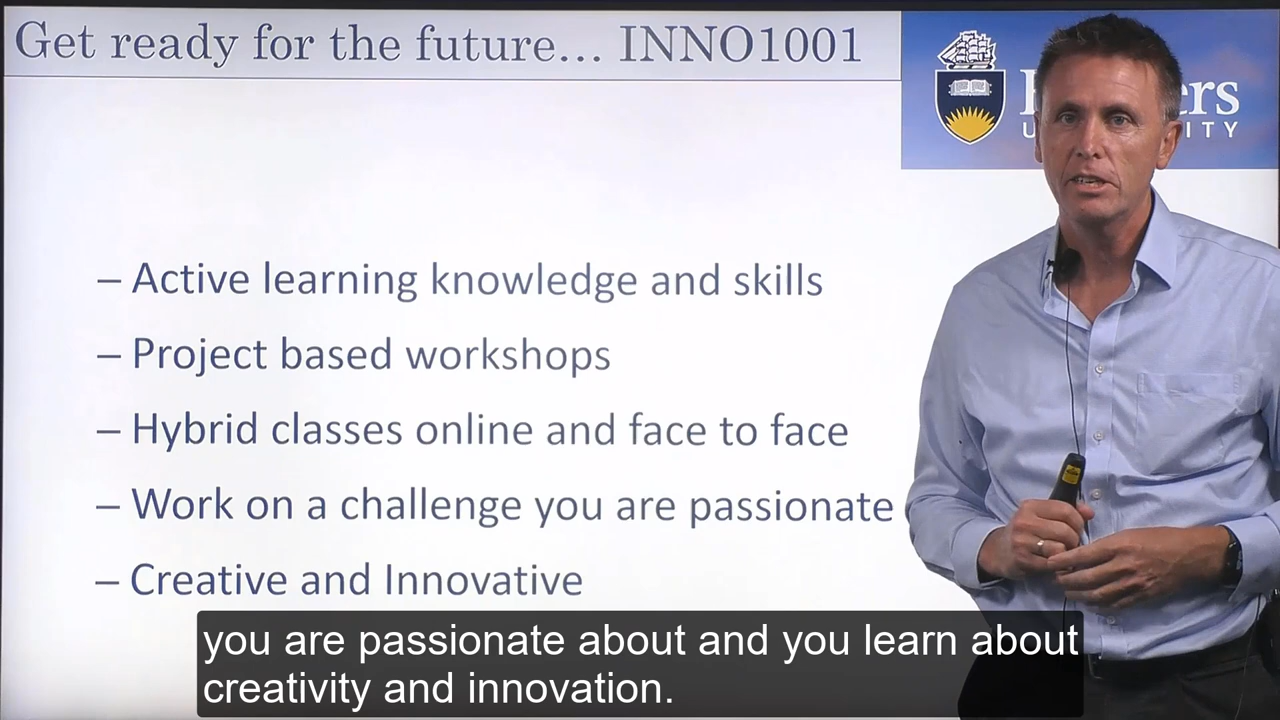 Get ready for the future... INNO1001
– Active learning knowledge and skills
– Project based workshops
– Hybrid classes online and face to face
– Work on a challenge you are passionate
– Creative and Innovative
you are passionate about and you learn about
creativity and innovation.